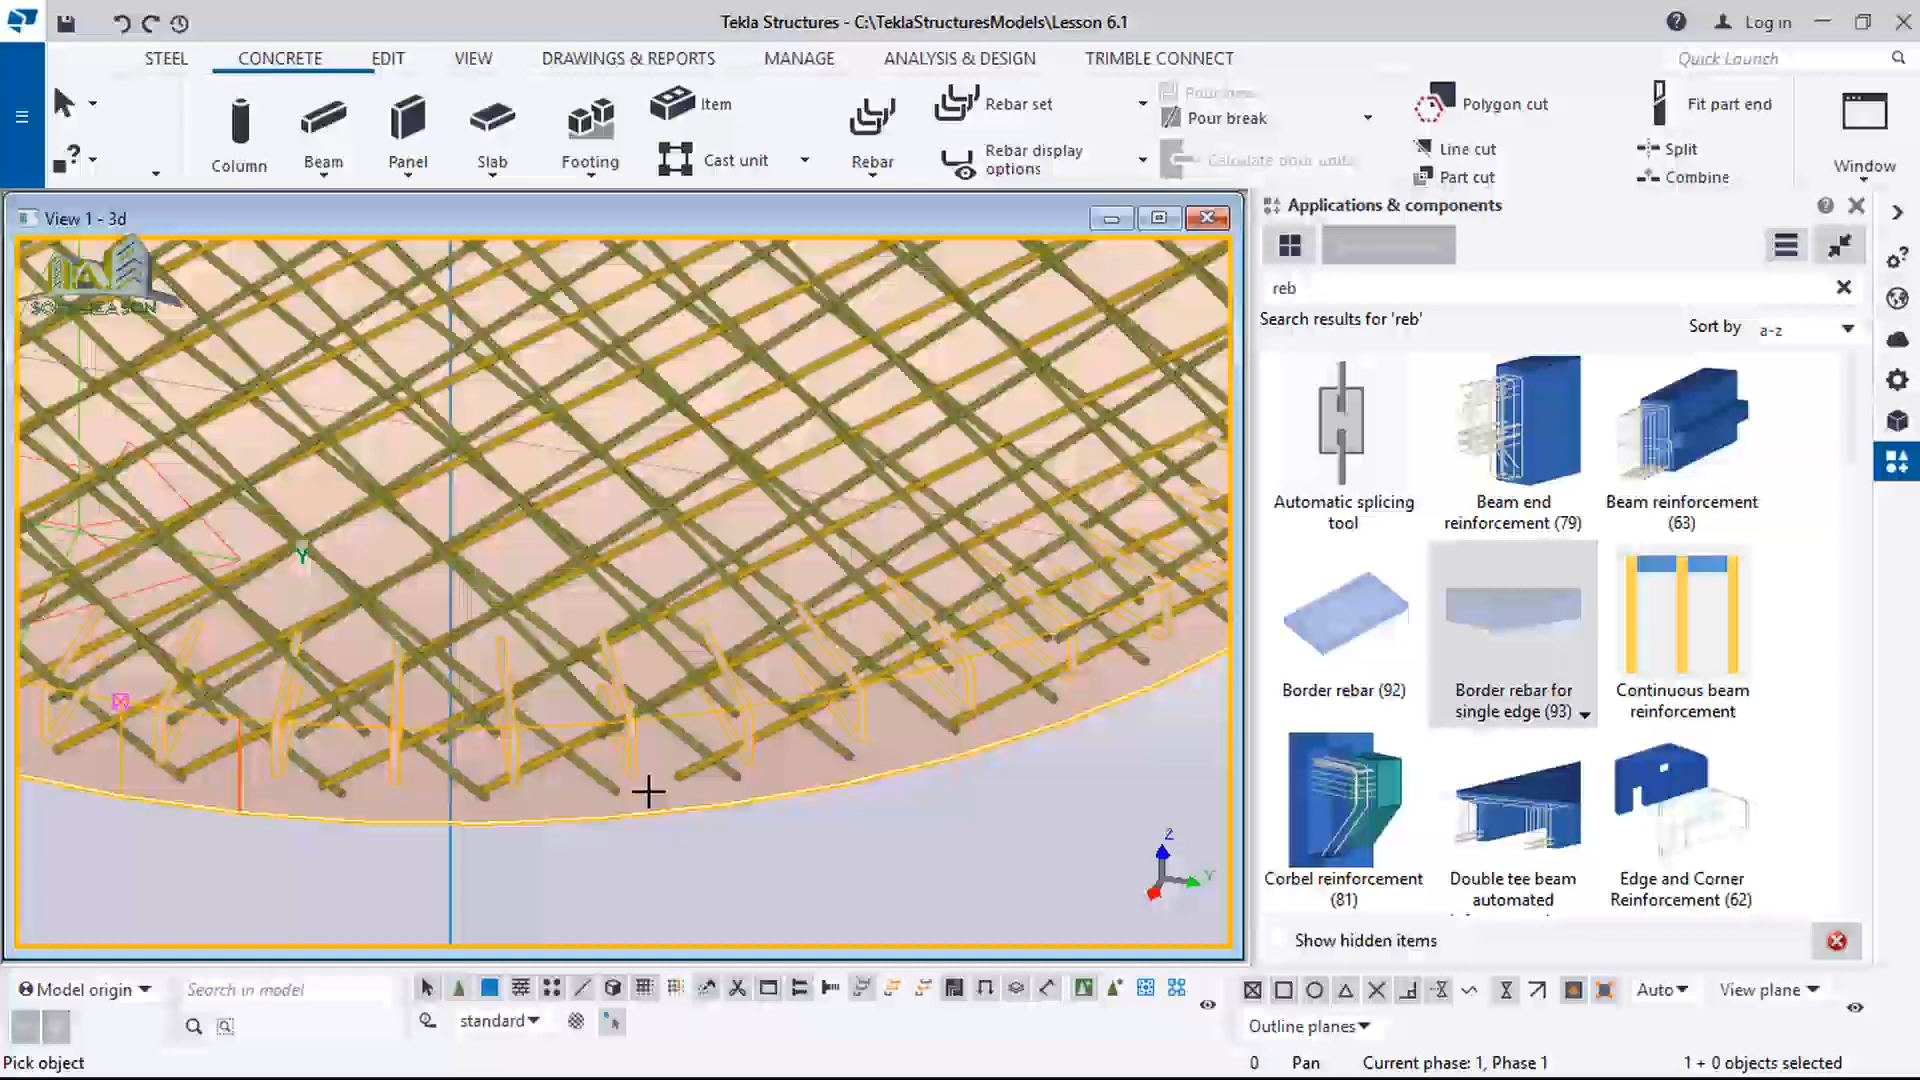 Tekla Structures - C:\TeklaStructuresModels\Lesson 6.1
Log in
STEEL
CONCRETE
EDIT
VIEW
DRAWINGS & REPORTS
MANAGE
ANALYSIS & DESIGN
TRIMBLE CONNECT
Quick Launch
Column
Beam
Panel
Slab
Footing
Item
Cast unit
Rebar
Rebar set
Rebar display
options
Pour break
Polygon cut
Line cut
Part cut
Fit part end
Split
Combine
Window
View 1 - 3d
Y
Z
Y
Applications & components
reb
Search results for 'reb'
Sort by
a-z
Automatic splicing
tool
Beam end
reinforcement (79)
Beam reinforcement
(63)
Border rebar (92)
Border rebar for
single edge (93)
Continuous beam
reinforcement
Corbel reinforcement
(81)
Double tee beam
automated
Edge and Corner
Reinforcement (62)
Show hidden items
Model origin
Search in model
standard
Auto
View plane
Outline planes
Pick object
0
Pan
Current phase: 1, Phase 1
1 + 0 objects selected